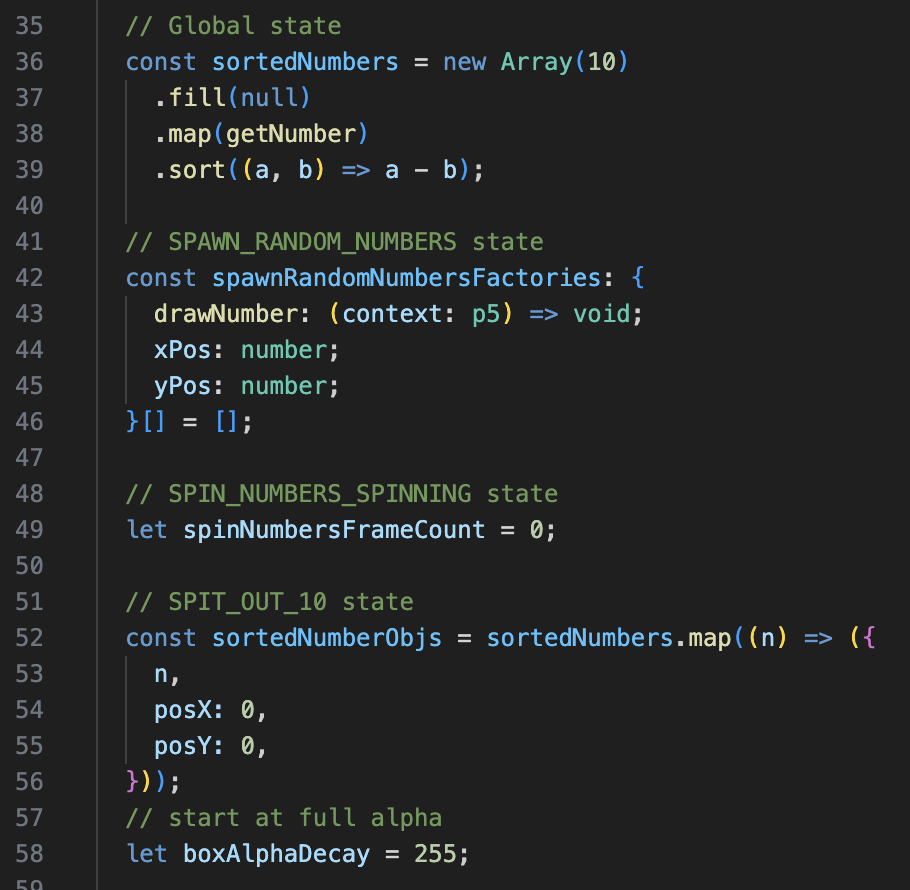 35 // Global state
36 const sortedNumbers = new Array(10)
37 .fill(null)
38 .map(getNumber)
39 .sort((a, b) => a - b);
40
41 // SPAWN_RANDOM_NUMBERS state
42 const spawnRandomNumbersFactories: {
43 drawNumber: (context: p5) => void;
44 xPos: number;
45 yPos: number;
46 }[] = [];
47
48 // SPIN_NUMBERS_SPINNING state
49 let spinNumbersFrameCount = 0;
50
51 // SPIT_OUT_10 state
52 const sortedNumberObjs = sortedNumbers.map((n) => ({
53 n,
54 posX: 0,
55 posY: 0,
56 }));
57 // start at full alpha
58 let boxAlphaDecay = 255;
59